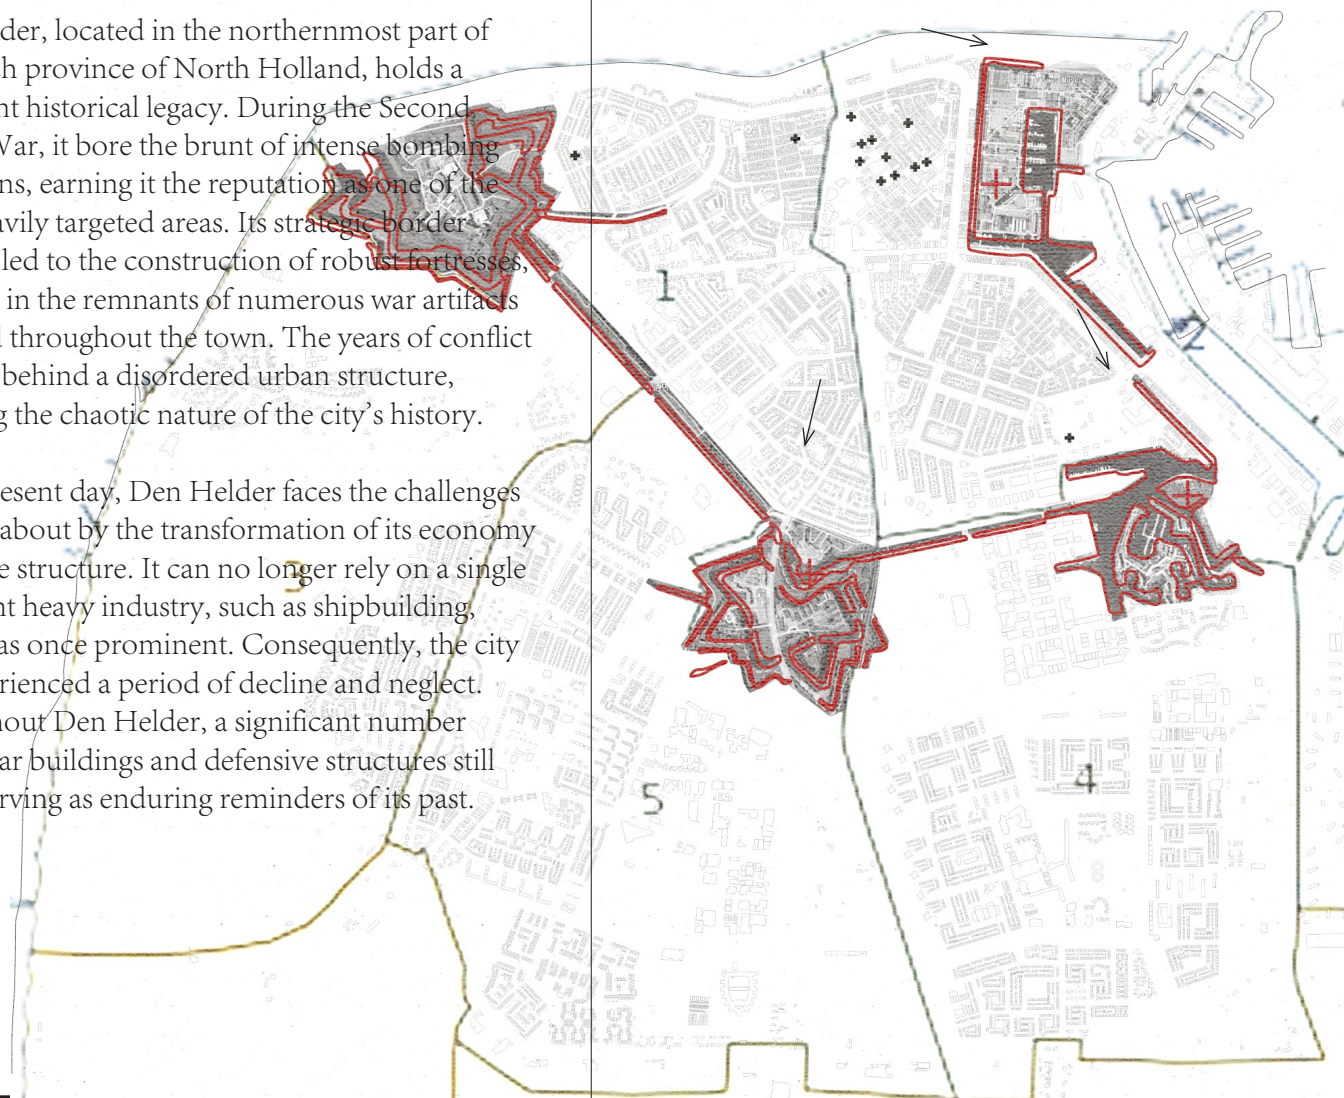 der, located in the northernmost part of
h province of North Holland, holds a
nt historical legacy. During the Second
War, it bore the brunt of intense bombing
ns, earning it the reputation as one of the
avily targeted areas. Its strategic border
led to the construction of robust fortresses,
in the remnants of numerous war artifacts
d throughout the town. The years of conflict
behind a disordered urban structure,
g the chaotic nature of the city's history.
esent day, Den Helder faces the challenges
about by the transformation of its economy
e structure. It can no longer rely on a single
nt heavy industry, such as shipbuilding,
as once prominent. Consequently, the city
rienced a period of decline and neglect.
hout Den Helder, a significant number
ar buildings and defensive structures still
rving as enduring reminders of its past.
1
2
3
4
5